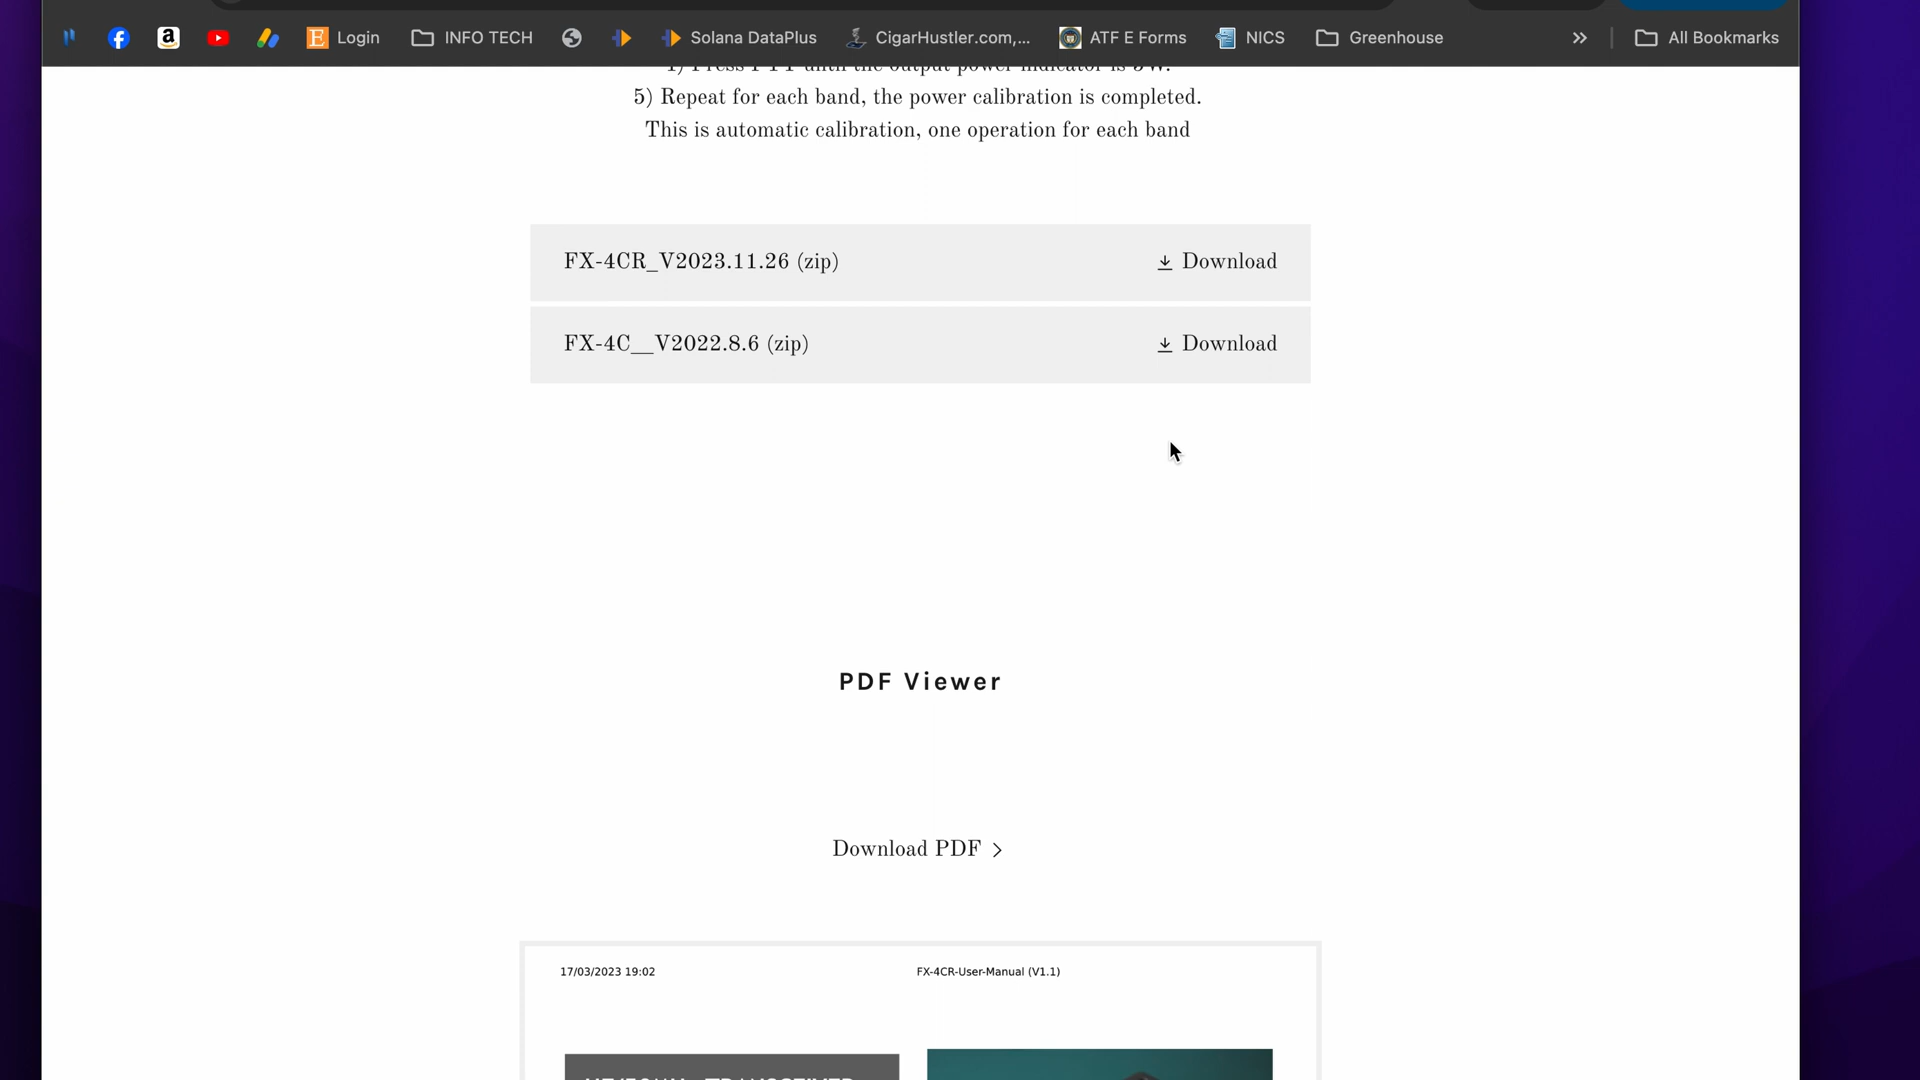 Login
INFO TECH
Solana DataPlus
CigarHustler.com,...
ATF E Forms
NICS
Greenhouse
All Bookmarks
5) Repeat for each band, the power calibration is completed.
This is automatic calibration, one operation for each band
FX-4CR_V2023.11.26 (zip)
Download
FX-4C__V2022.8.6 (zip)
Download
PDF Viewer
Download PDF
17/03/2023 19:02
FX-4CR-User-Manual (V1.1)